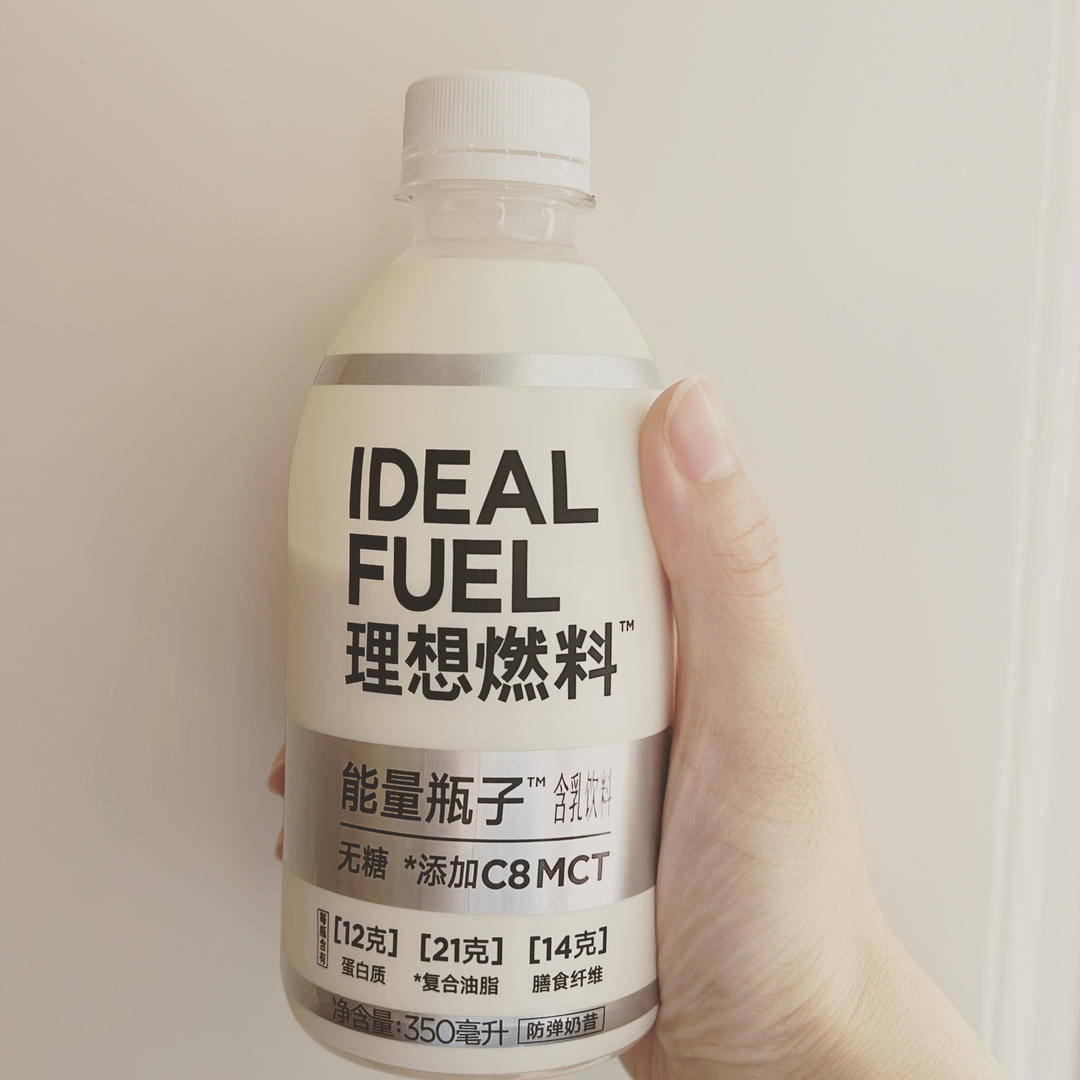 IDEAL
FUEL
理想燃料™
能量瓶子™ 含乳饮料
无糖 *添加C8MCT
每瓶含有 [12克] [21克] [14克]
蛋白质 *复合油脂 膳食纤维
净含量:350毫升 防弹奶昔